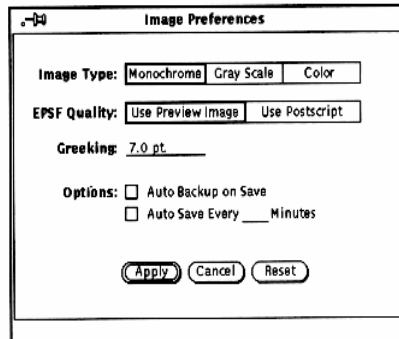 Image Preferences
Image Type: Monochrome Gray Scale Color
EPSF Quality: Use Preview Image Use Postscript
Greeking: 7.0 pt.
Options: Auto Backup on Save
Auto Save Every ____ Minutes
Apply Cancel Reset